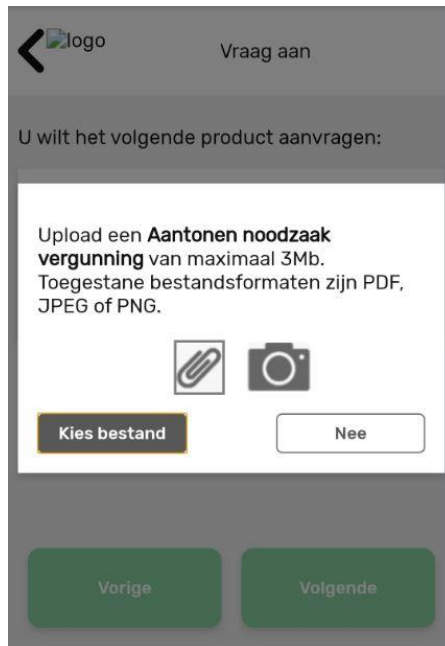 logo
Vraag aan
U wilt het volgende product aanvragen:
Upload een Aantonen noodzaak
vergunning van maximaal 3Mb.
Toegestane bestandsformaten zijn PDF,
JPEG of PNG.
Kies bestand
Nee
Vorige
Volgende